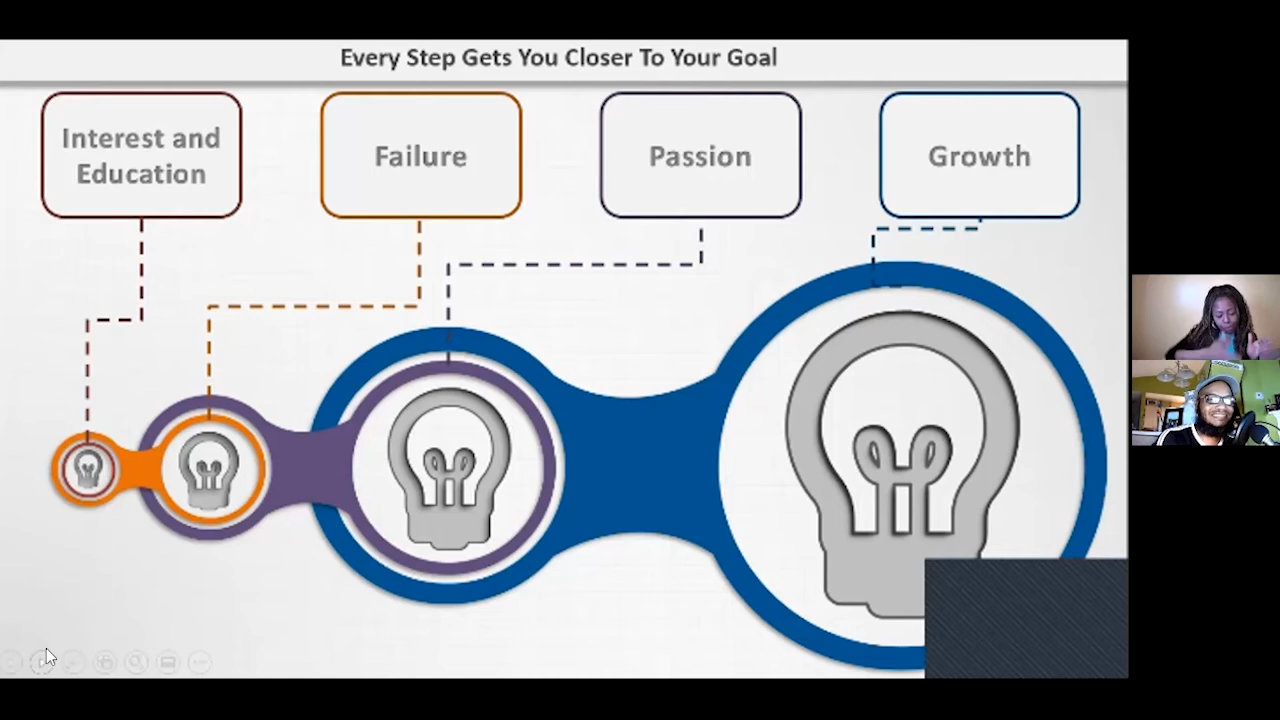 Every Step Gets You Closer To Your Goal
Interest and
Education
Failure
Passion
Growth